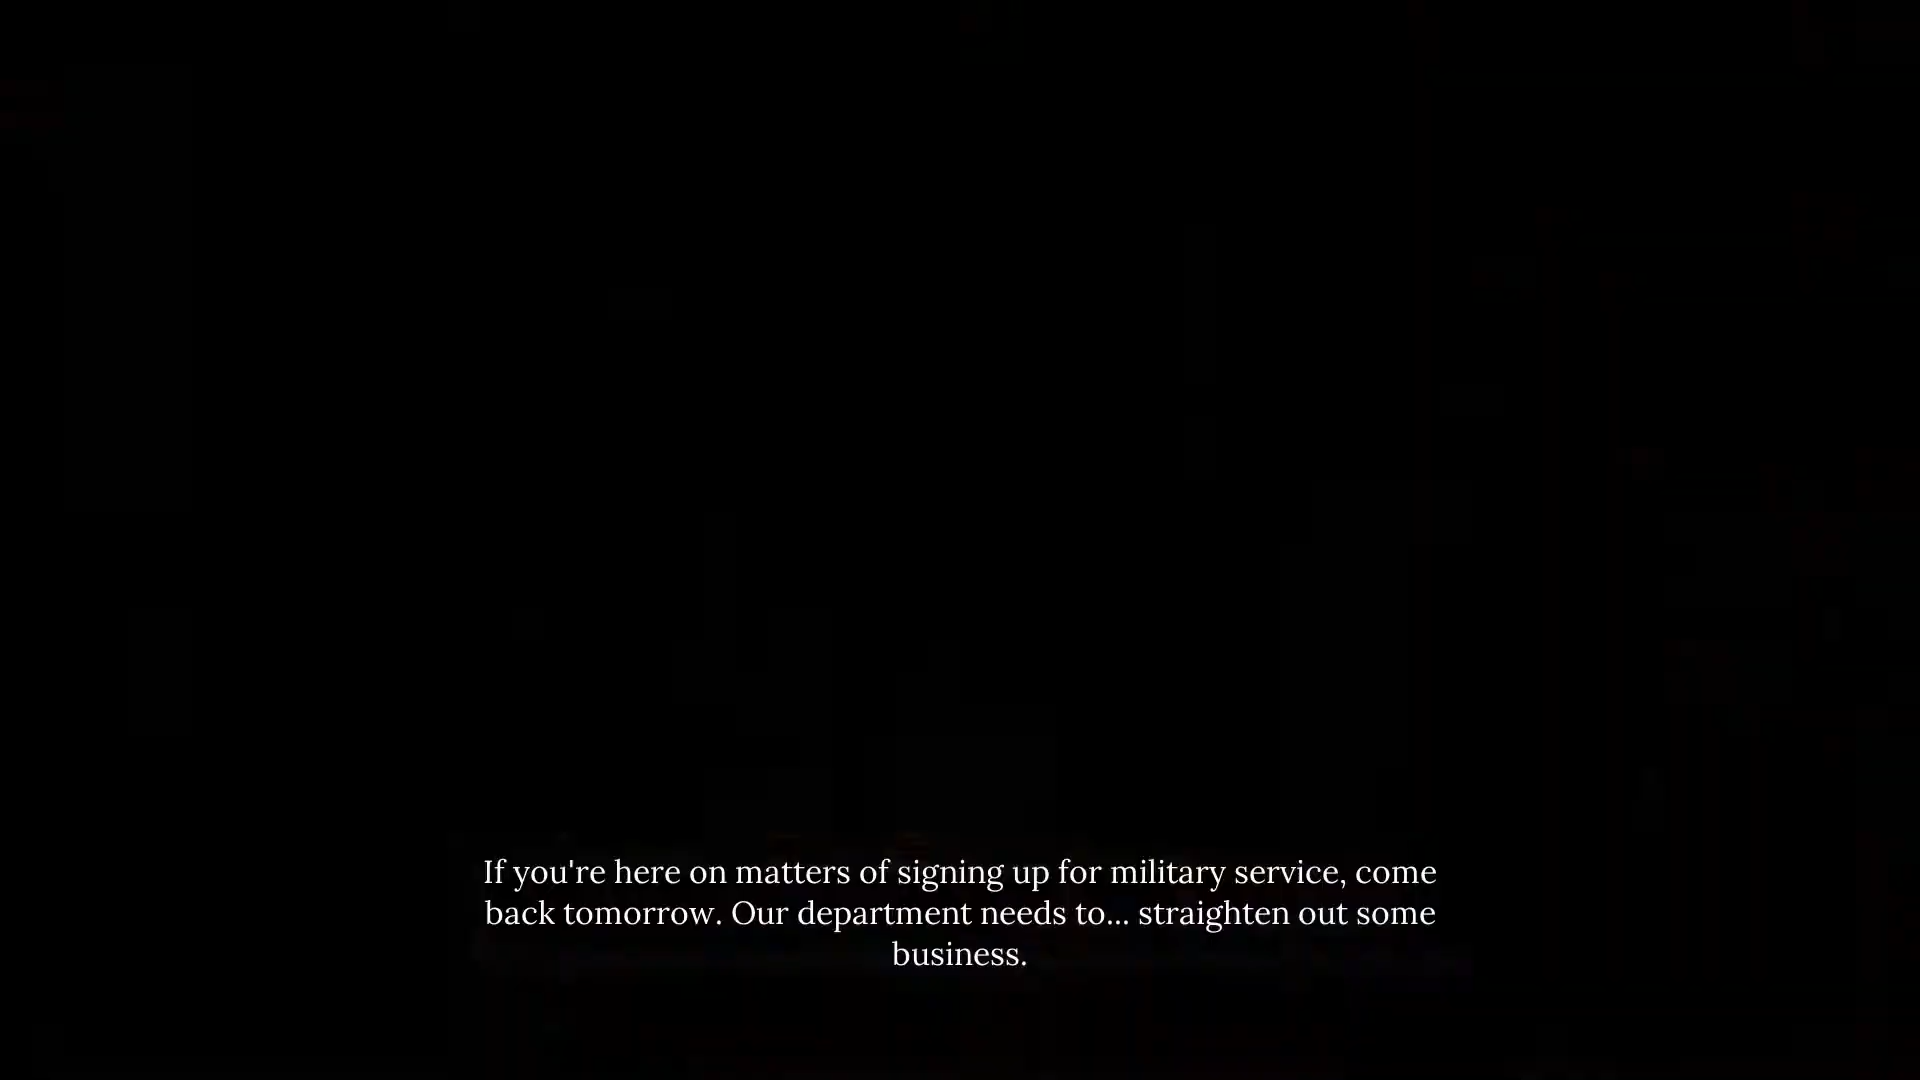 If you're here on matters of signing up for military service, come
back tomorrow. Our department needs to... straighten out some
business.